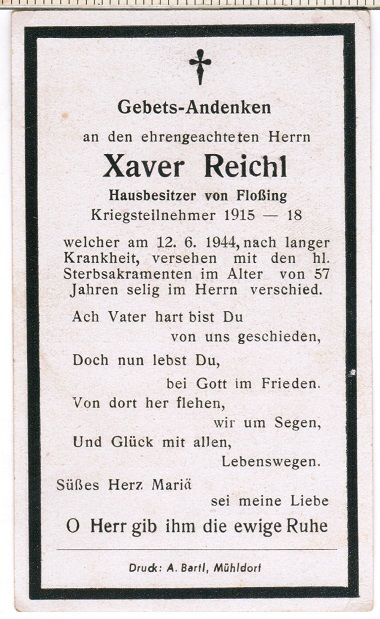 Gebets-Andenken
an den ehrengeachteten Herrn
Xaver Reichl
Hausbesitzer von Floßing
Kriegsteilnehmer 1915 — 18
welcher am 12. 6. 1944, nach langer
Krankheit, versehen mit den hl.
Sterbsakramenten im Alter von 57
Jahren selig im Herrn verschied.
Ach Vater hart bist Du
von uns geschieden,
Doch nun lebst Du,
bei Gott im Frieden.
Von dort her flehen,
wir um Segen,
Und Glück mit allen,
Lebenswegen.
Süßes Herz Mariä
sei meine Liebe
O Herr gib ihm die ewige Ruhe
Druck: A. Bartl, Mühldorf